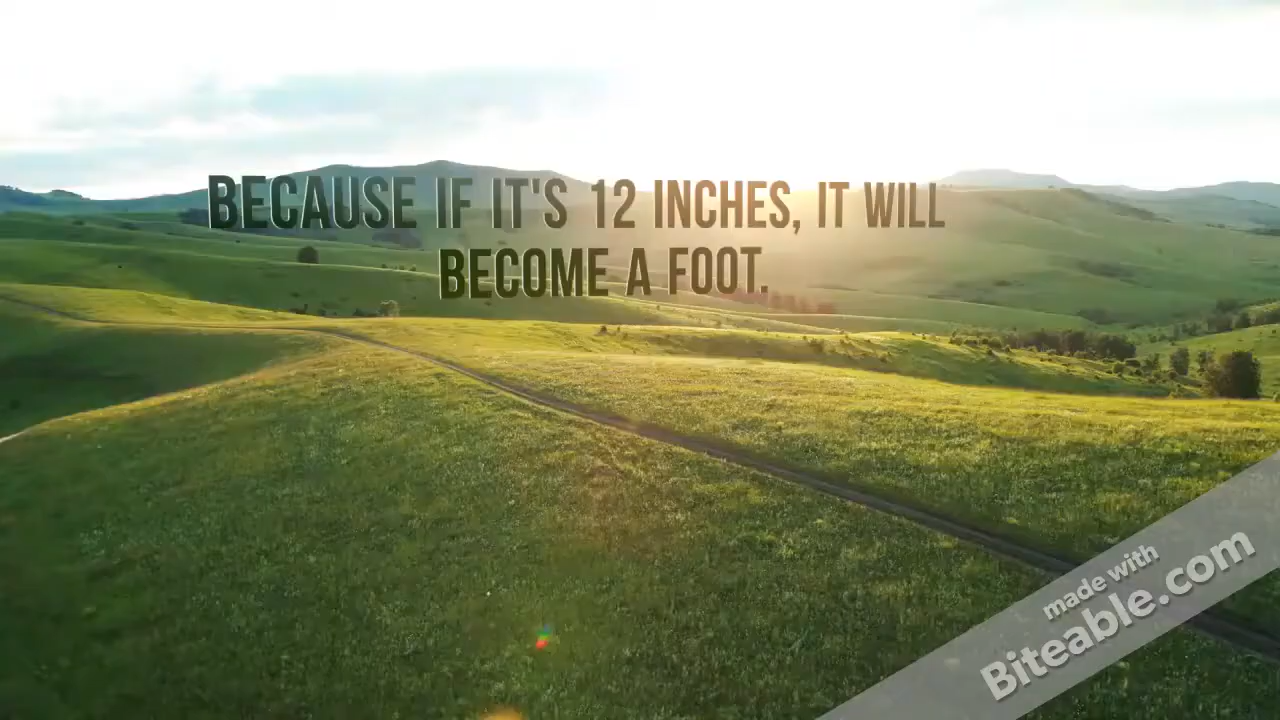 BECAUSE IF IT'S 12 INCHES, IT WILL
BECOME A FOOT.
made with
Biteable.com